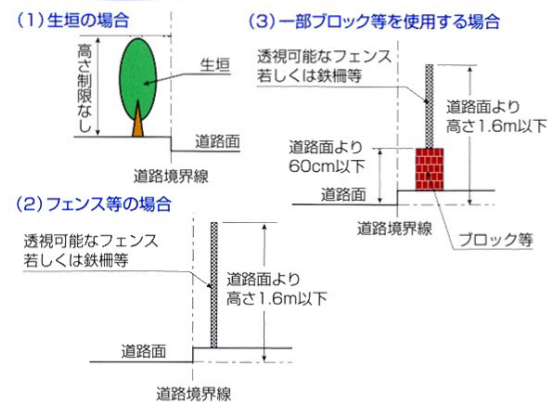 (1)生垣の場合
高さ制限なし
生垣
道路面
道路境界線
(2)フェンス等の場合
透視可能なフェンス
若しくは鉄柵等
道路面より
高さ1.6m以下
道路面
道路境界線
(3)一部ブロック等を使用する場合
透視可能なフェンス
若しくは鉄柵等
道路面より
高さ1.6m以下
道路面より
60cm以下
道路面
道路境界線
ブロック等